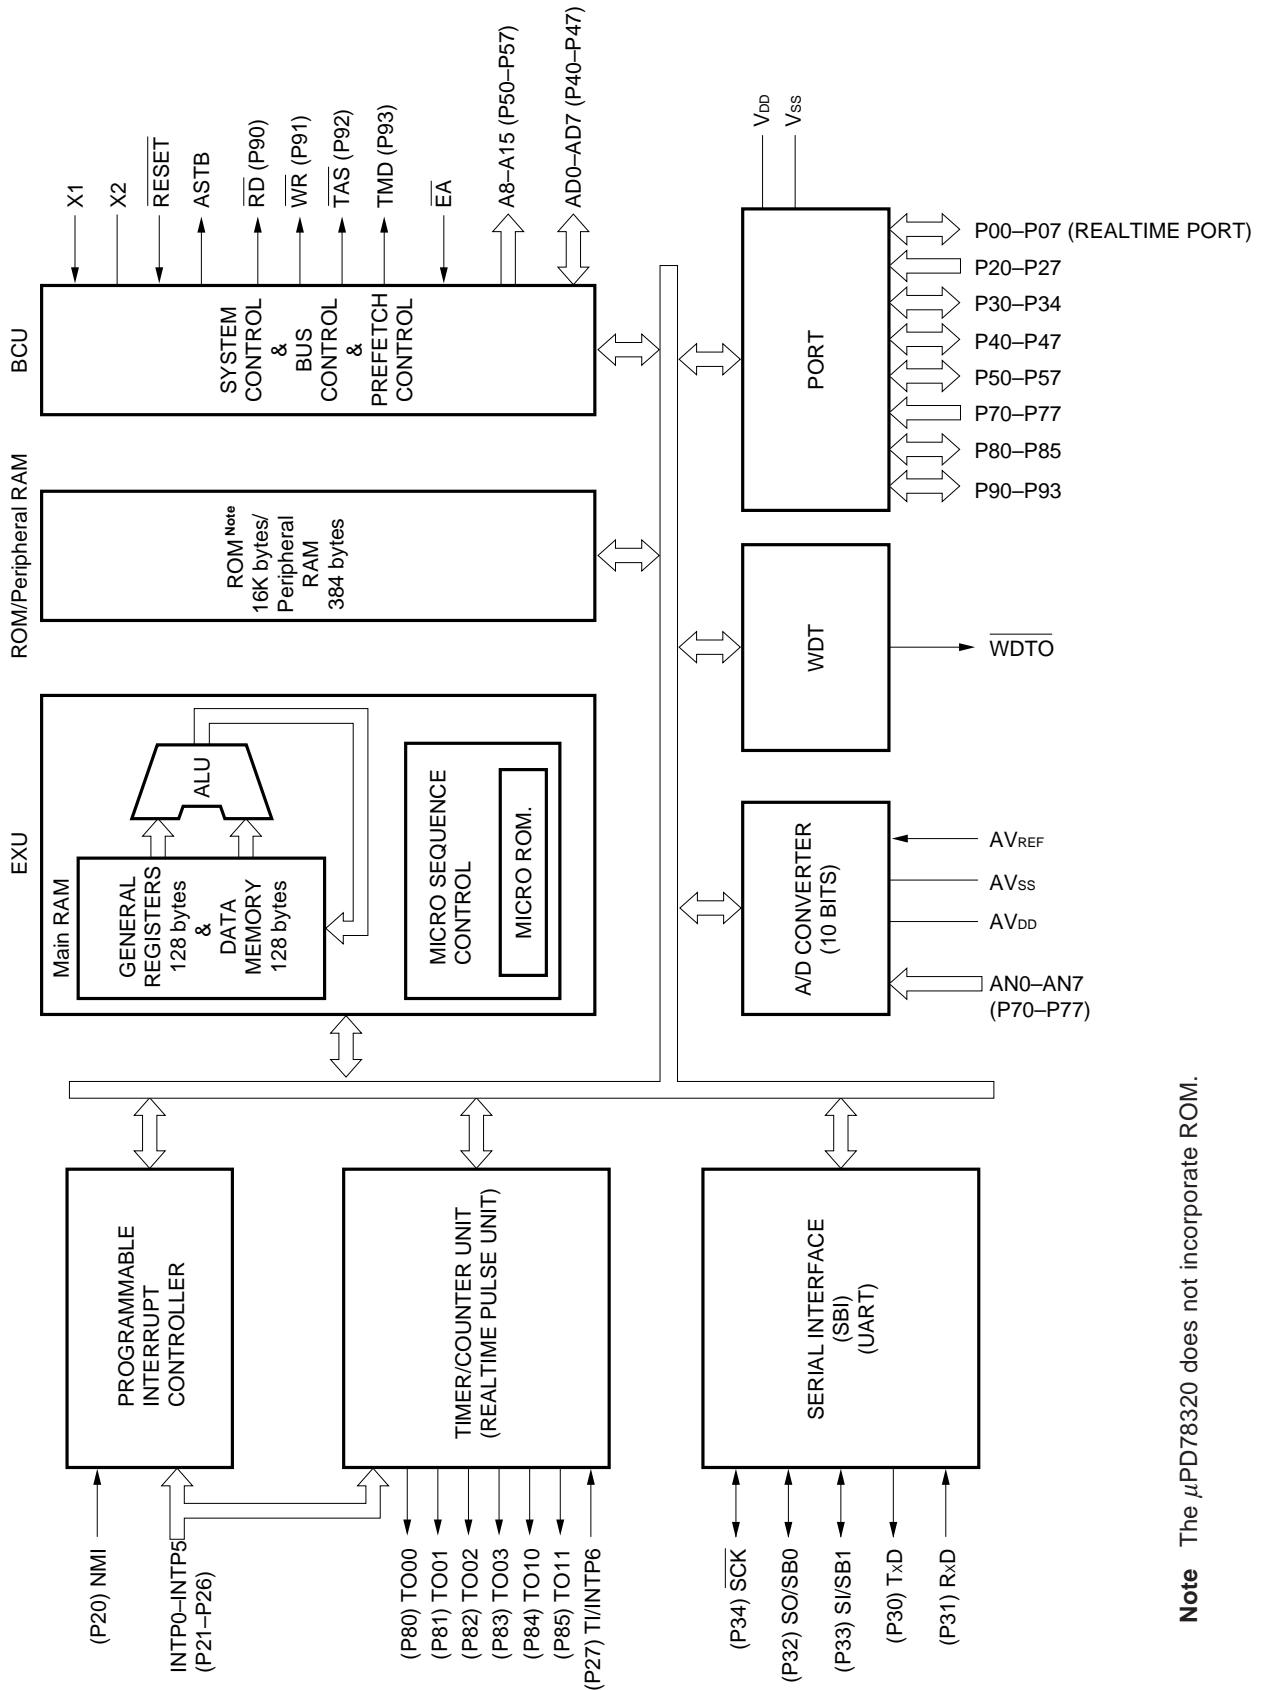 (P20) NMI
INTP0–INTP5
(P21–P26)
PROGRAMMABLE
INTERRUPT
CONTROLLER
(P80) TO00
(P81) TO01
(P82) TO02
(P83) TO03
(P84) TO10
(P85) TO11
(P27) TI/INTP6
TIMER/COUNTER UNIT
(REALTIME PULSE UNIT)
(P34) SCK
(P32) SO/SB0
(P33) SI/SB1
(P30) TxD
(P31) RxD
SERIAL INTERFACE
(SBI)
(UART)
EXU
Main RAM
GENERAL
REGISTERS
128 bytes
&
DATA
MEMORY
128 bytes
ALU
MICRO SEQUENCE
CONTROL
MICRO ROM.
ROM/Peripheral RAM
ROM Note
16K bytes/
Peripheral
RAM
384 bytes
BCU
SYSTEM
CONTROL
&
BUS
CONTROL
&
PREFETCH
CONTROL
X1
X2
RESET
ASTB
RD (P90)
WR (P91)
TAS (P92)
TMD (P93)
EA
A8–A15 (P50–P57)
AD0–AD7 (P40–P47)
A/D CONVERTER
(10 BITS)
AVREF
AVSS
AVDD
AN0–AN7
(P70–P77)
WDT
WDTO
PORT
VDD
VSS
P00–P07 (REALTIME PORT)
P20–P27
P30–P34
P40–P47
P50–P57
P70–P77
P80–P85
P90–P93
Note The μPD78320 does not incorporate ROM.